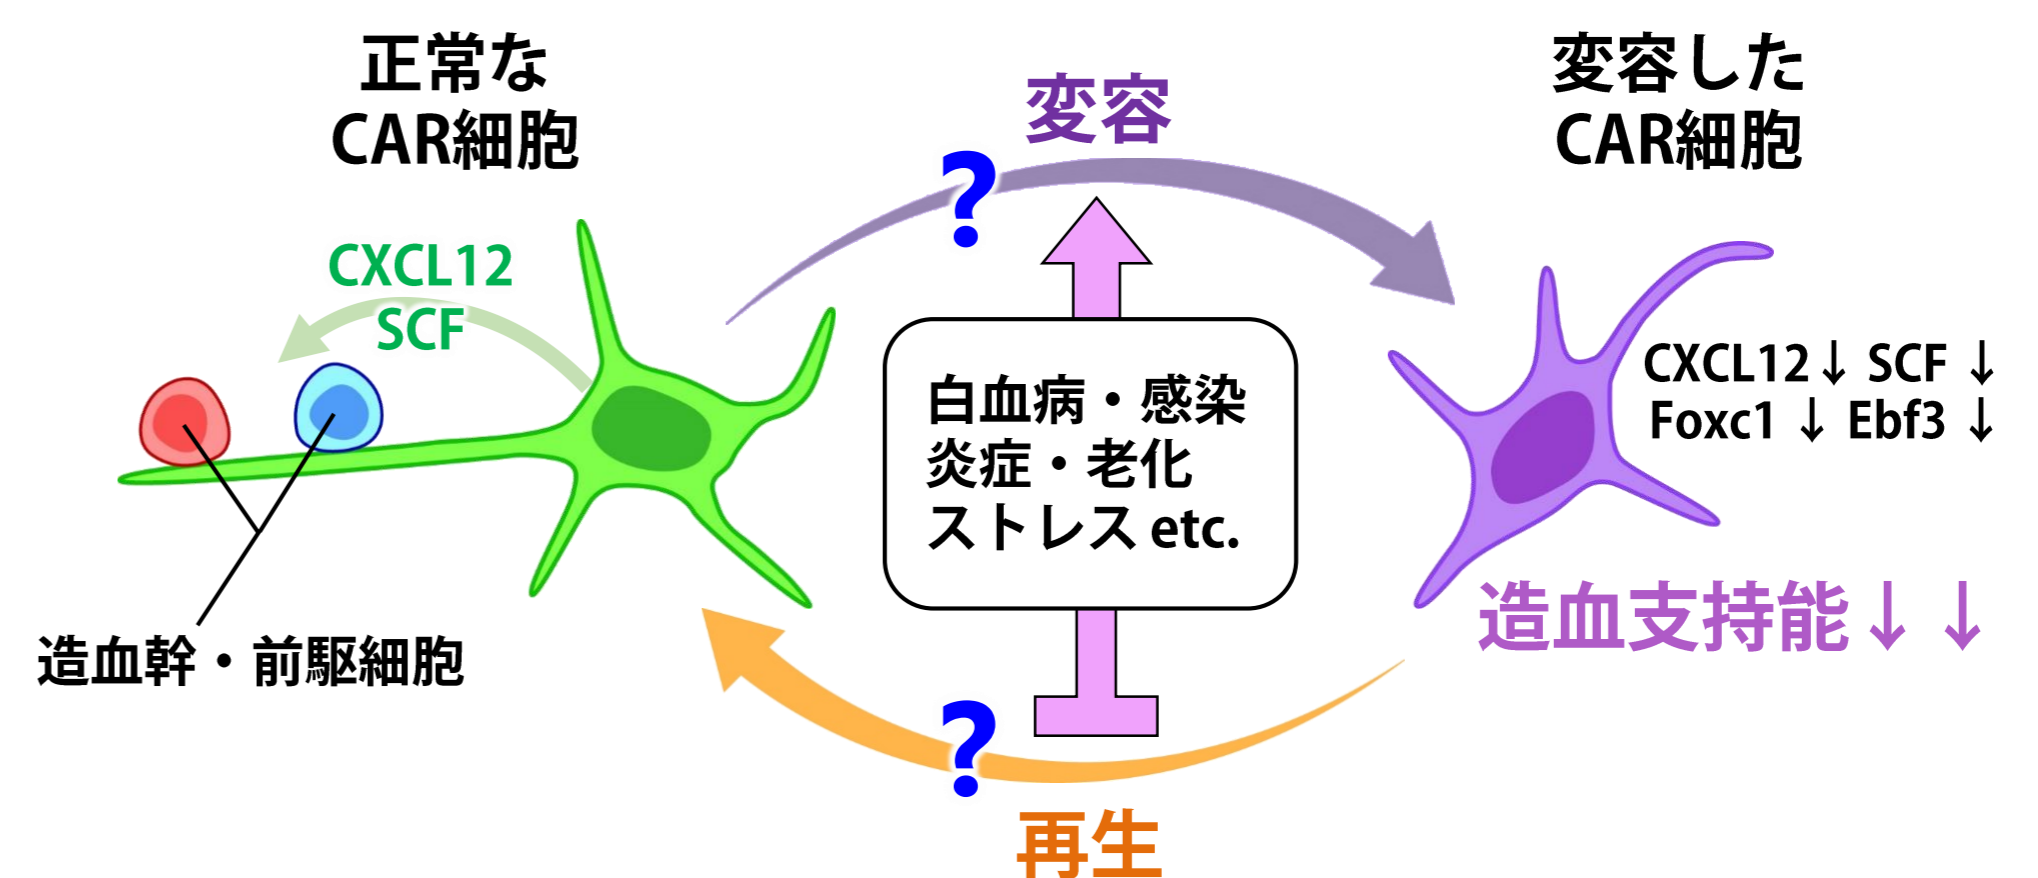 正常な
CAR細胞
変容
変容した
CAR細胞
?
CXCL12
SCF
白血病・感染
炎症・老化
ストレス etc.
CXCL12↓ SCF ↓
Foxc1 ↓ Ebf3 ↓
造血支持能↓↓
造血幹・前駆細胞
?
再生